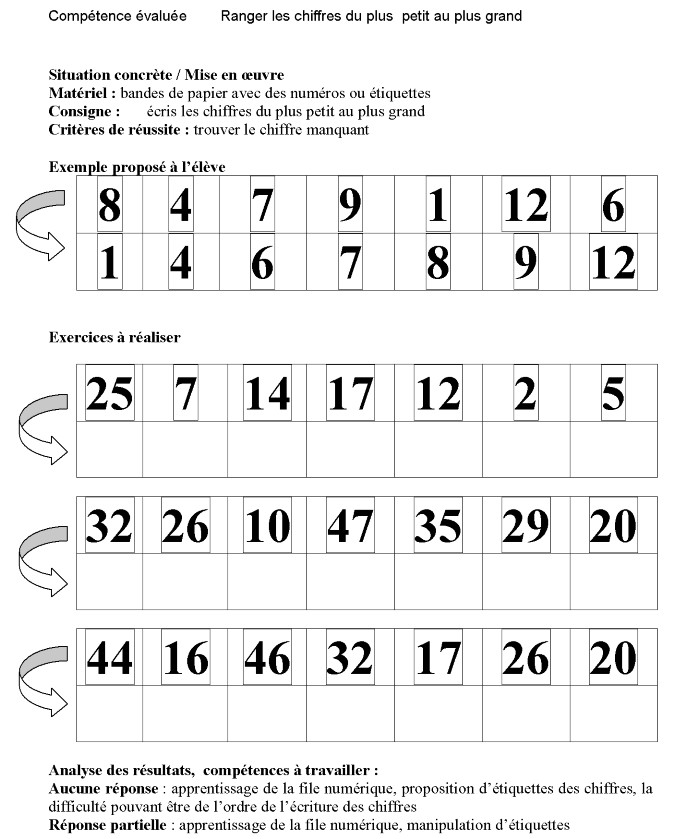 Compétence évaluée Ranger les chiffres du plus petit au plus grand
Situation concrète / Mise en œuvre
Matériel : bandes de papier avec des numéros ou étiquettes
Consigne : écris les chiffres du plus petit au plus grand
Critères de réussite : trouver le chiffre manquant
Exemple proposé à l'élève
8 4 7 9 1 12 6
1 4 6 7 8 9 12
Exercices à réaliser
25 7 14 17 12 2 5
32 26 10 47 35 29 20
44 16 46 32 17 26 20
Analyse des résultats, compétences à travailler :
Aucune réponse : apprentissage de la file numérique, proposition d'étiquettes des chiffres, la
difficulté pouvant être de l'ordre de l'écriture des chiffres
Réponse partielle : apprentissage de la file numérique, manipulation d'étiquettes